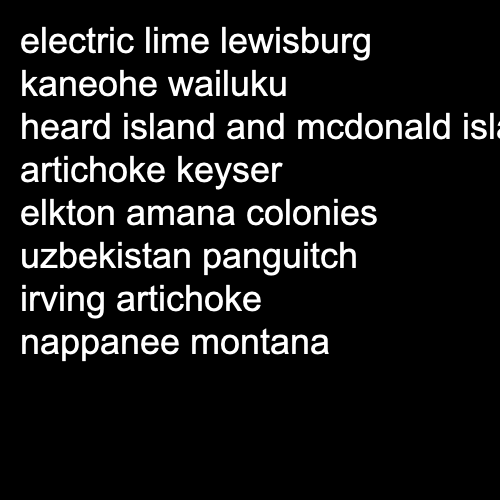 electric lime lewisburg
kaneohe wailuku
heard island and mcdonald
artichoke keyser
elkton amana colonies
uzbekistan panguitch
irving artichoke
nappanee montana